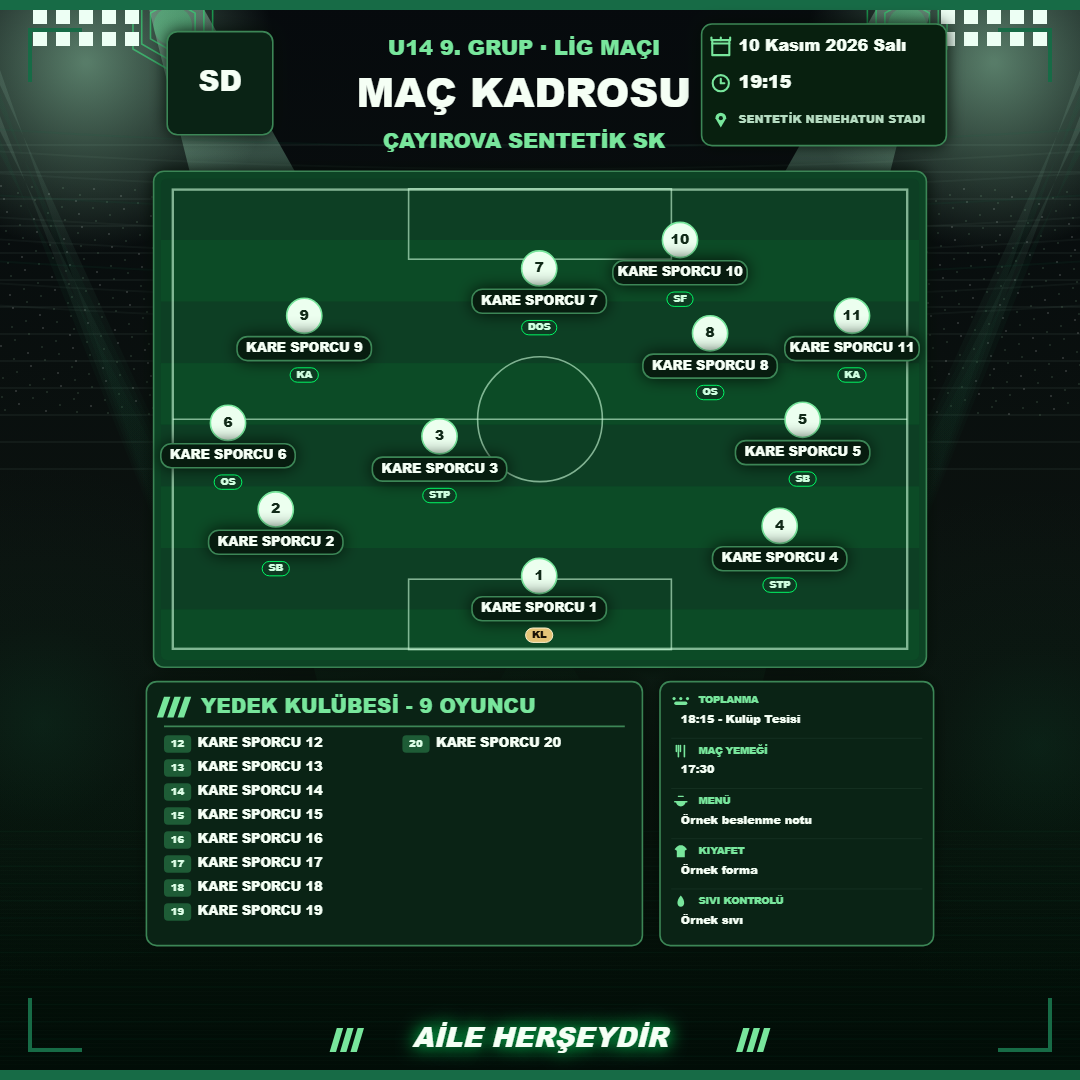 SD
U14 9. GRUP · LİG MAÇI
MAÇ KADROSU
ÇAYIROVA SENTETİK SK
10 Kasım 2026 Salı
19:15
SENTETİK NENEHATUN STADI
10
KARE SPORCU 10
SF
7
KARE SPORCU 7
DOS
9
KARE SPORCU 9
KA
11
KARE SPORCU 11
KA
8
KARE SPORCU 8
OS
6
KARE SPORCU 6
OS
3
KARE SPORCU 3
STP
5
KARE SPORCU 5
SB
2
KARE SPORCU 2
SB
4
KARE SPORCU 4
STP
1
KARE SPORCU 1
KL
YEDEK KULÜBESİ - 9 OYUNCU
12 KARE SPORCU 12
13 KARE SPORCU 13
14 KARE SPORCU 14
15 KARE SPORCU 15
16 KARE SPORCU 16
17 KARE SPORCU 17
18 KARE SPORCU 18
19 KARE SPORCU 19
20 KARE SPORCU 20
TOPLANMA
18:15 - Kulüp Tesisi
MAÇ YEMEĞİ
17:30
MENÜ
Örnek beslenme notu
KIYAFET
Örnek forma
SIVI KONTROLÜ
Örnek sıvı
AİLE HERŞEYDİR